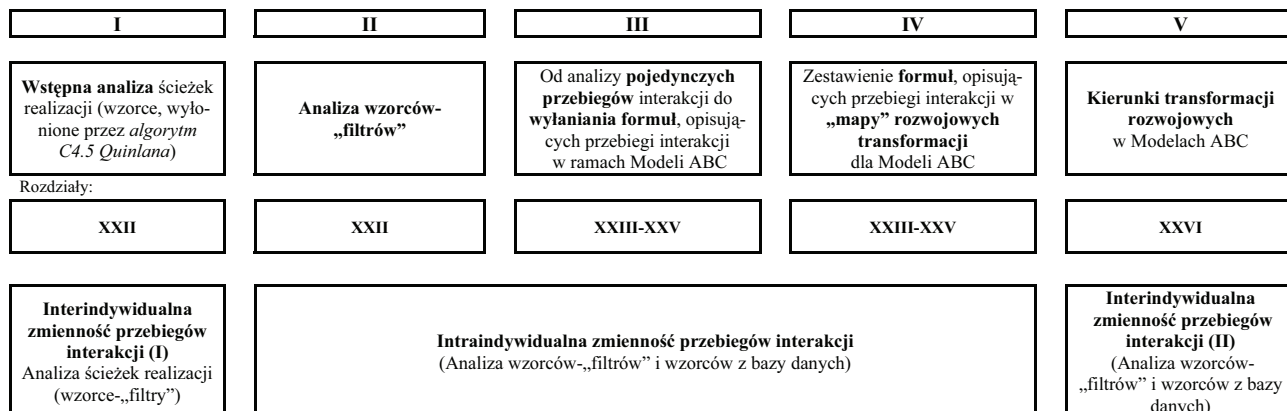 I
II
III
IV
V
Wstępna analiza ścieżek
realizacji (wzorce, wyło-
nione przez algorytm
C4.5 Quinlana)
Analiza wzorców-
„filtrów”
Od analizy pojedynczych
przebiegów interakcji do
wyłaniania formuł, opisują-
cych przebiegi interakcji
w ramach Modeli ABC
Zestawienie formuł, opisują-
cych przebiegi interakcji w
„mapy” rozwojowych
transformacji
dla Modeli ABC
Kierunki transformacji
rozwojowych
w Modelach ABC
Rozdziały:
XXII
XXII
XXIII-XXV
XXIII-XXV
XXVI
Interindywidualna
zmienność przebiegów
interakcji (I)
Analiza ścieżek realizacji
(wzorce-„filtry”)
Intraindywidualna zmienność przebiegów interakcji
(Analiza wzorców-„filtrów” i wzorców z bazy danych)
Interindywidualna
zmienność przebiegów
interakcji (II)
(Analiza wzorców-
„filtrów” i wzorców z bazy
danych)